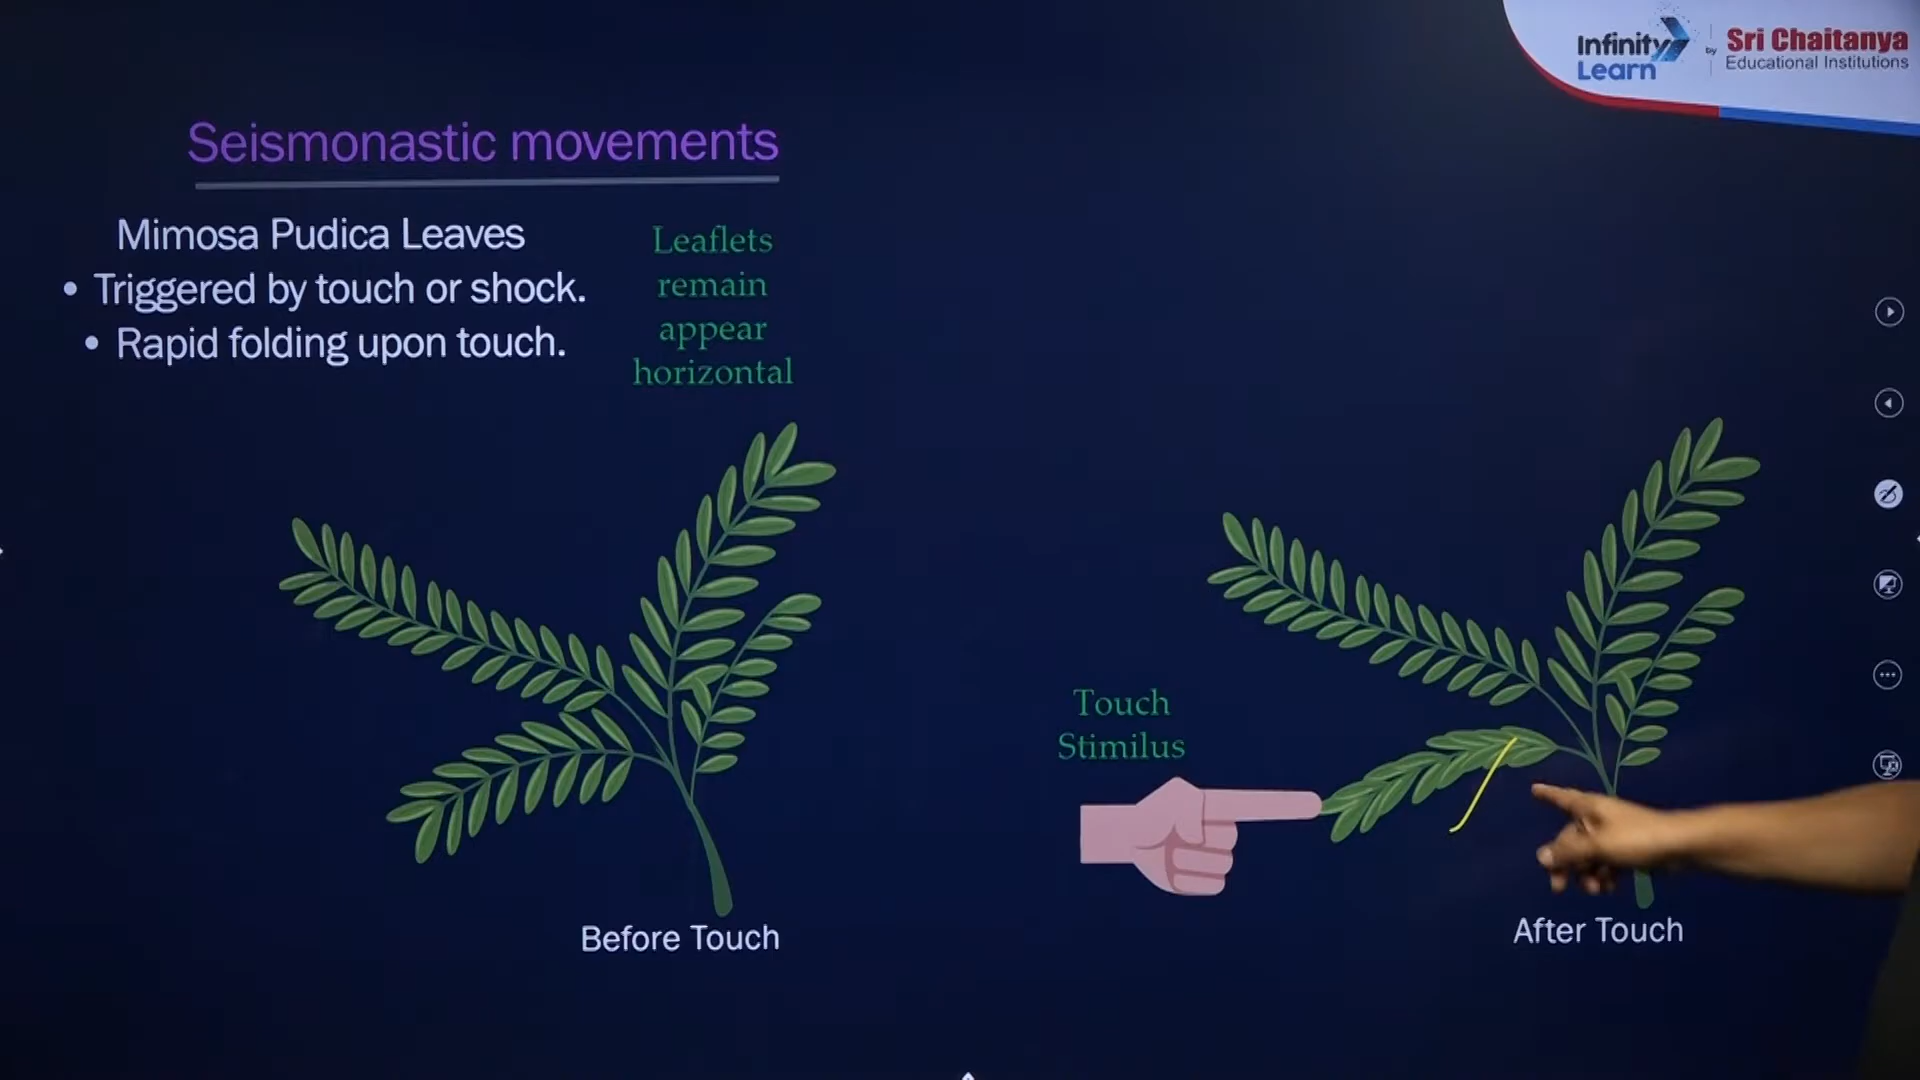 Infinity
Learn
by
Sri Chaitanya
Educational Institutions
Seismonastic movements
Mimosa Pudica Leaves
• Triggered by touch or shock.
• Rapid folding upon touch.
Leaflets
remain
appear
horizontal
Touch
Stimilus
Before Touch
After Touch